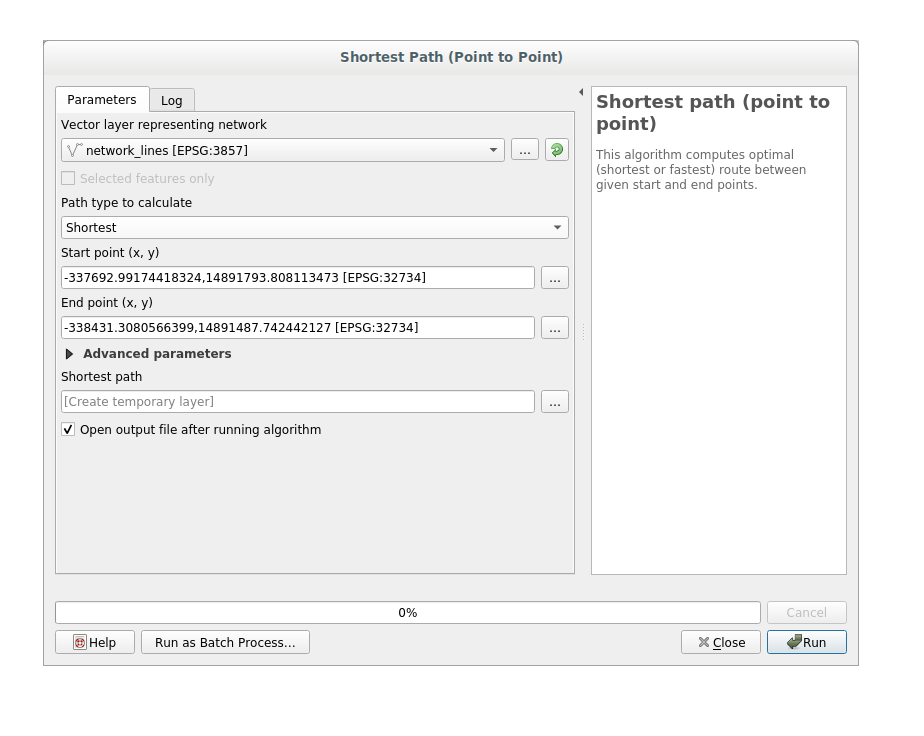 Shortest Path (Point to Point)
Parameters
Log
Vector layer representing network
network_lines [EPSG:3857]
...
Selected features only
Path type to calculate
Shortest
Start point (x, y)
-337692.99174418324,14891793.808113473 [EPSG:32734]
...
End point (x, y)
-338431.3080566399,14891487.742442127 [EPSG:32734]
...
Advanced parameters
Shortest path
[Create temporary layer]
...
Open output file after running algorithm
Shortest path (point to
point)
This algorithm computes optimal
(shortest or fastest) route between
given start and end points.
0%
Cancel
Help
Run as Batch Process...
Close
Run